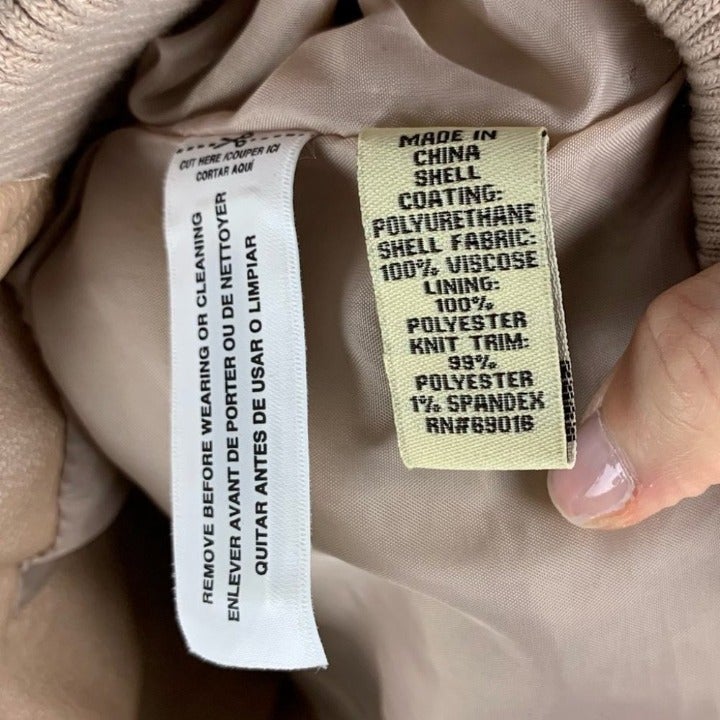 CUT HERE /COUPER ICI
CORTAR AQUÍ
REMOVE BEFORE WEARING OR CLEANING
ENLEVER AVANT DE PORTER OU DE NETTOYER
QUITAR ANTES DE USAR O LIMPIAR
MADE IN
CHINA
SHELL
COATING:
POLYURETHANE
SHELL FABRIC:
100% VISCOSE
LINING:
100%
POLYESTER
KNIT TRIM:
99%
POLYESTER
1% SPANDEX
RN#69016